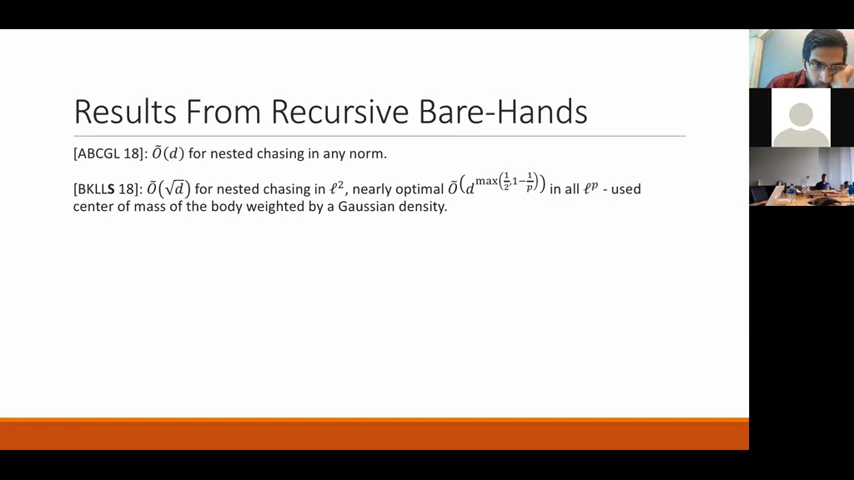 Results From Recursive Bare-Hands
[ABCGL 18]: Õ(d) for nested chasing in any norm.
[BKLLS 18]: Õ(√d) for nested chasing in ℓ², nearly optimal Õ(d^{max(1/2, 1−1/p)}) in all ℓᵖ - used
center of mass of the body weighted by a Gaussian density.